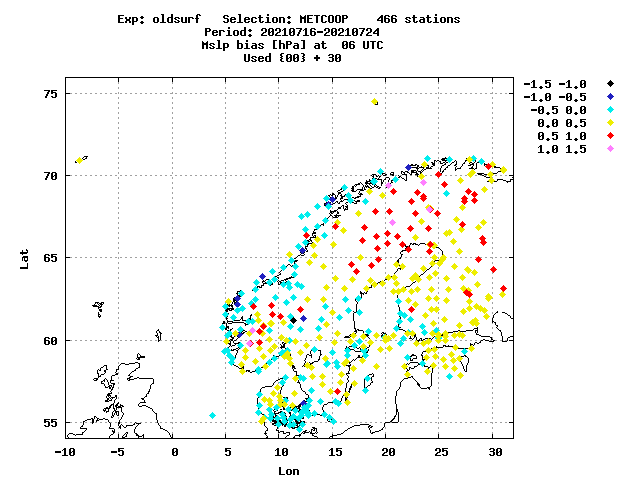 Exp: oldsurf   Selection: METCOOP    466 stations
Period: 20210716-20210724
Mslp bias [hPa] at  06 UTC
Used {00} + 30
-1.5 -1.0
-1.0 -0.5
-0.5 0.0
0.0 0.5
0.5 1.0
1.0 1.5
75
70
65
60
55
Lat
-10 -5 0 5 10 15 20 25 30
Lon